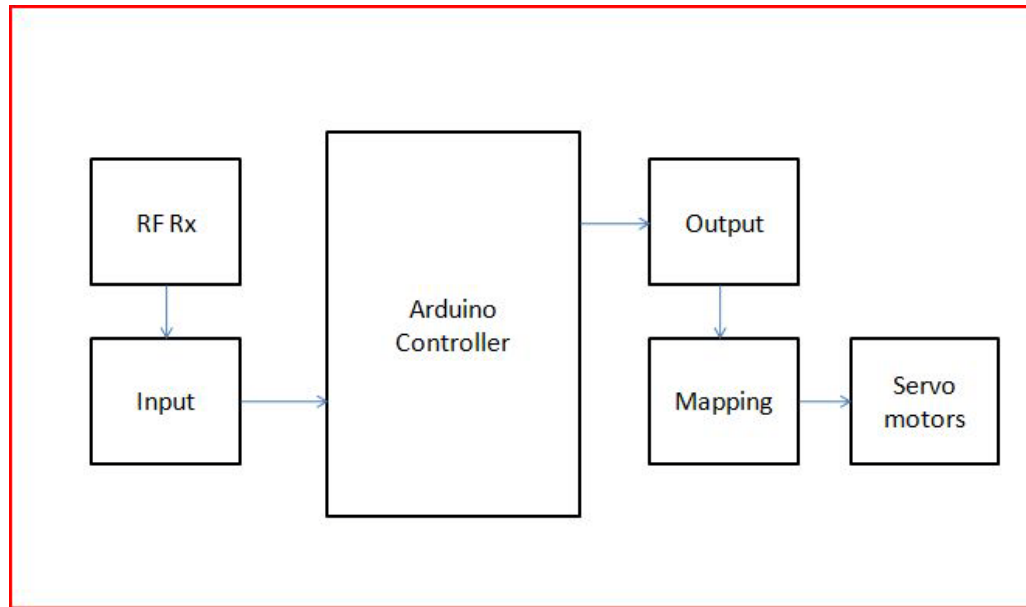 RF Rx
Input
Arduino
Controller
Output
Mapping
Servo
motors